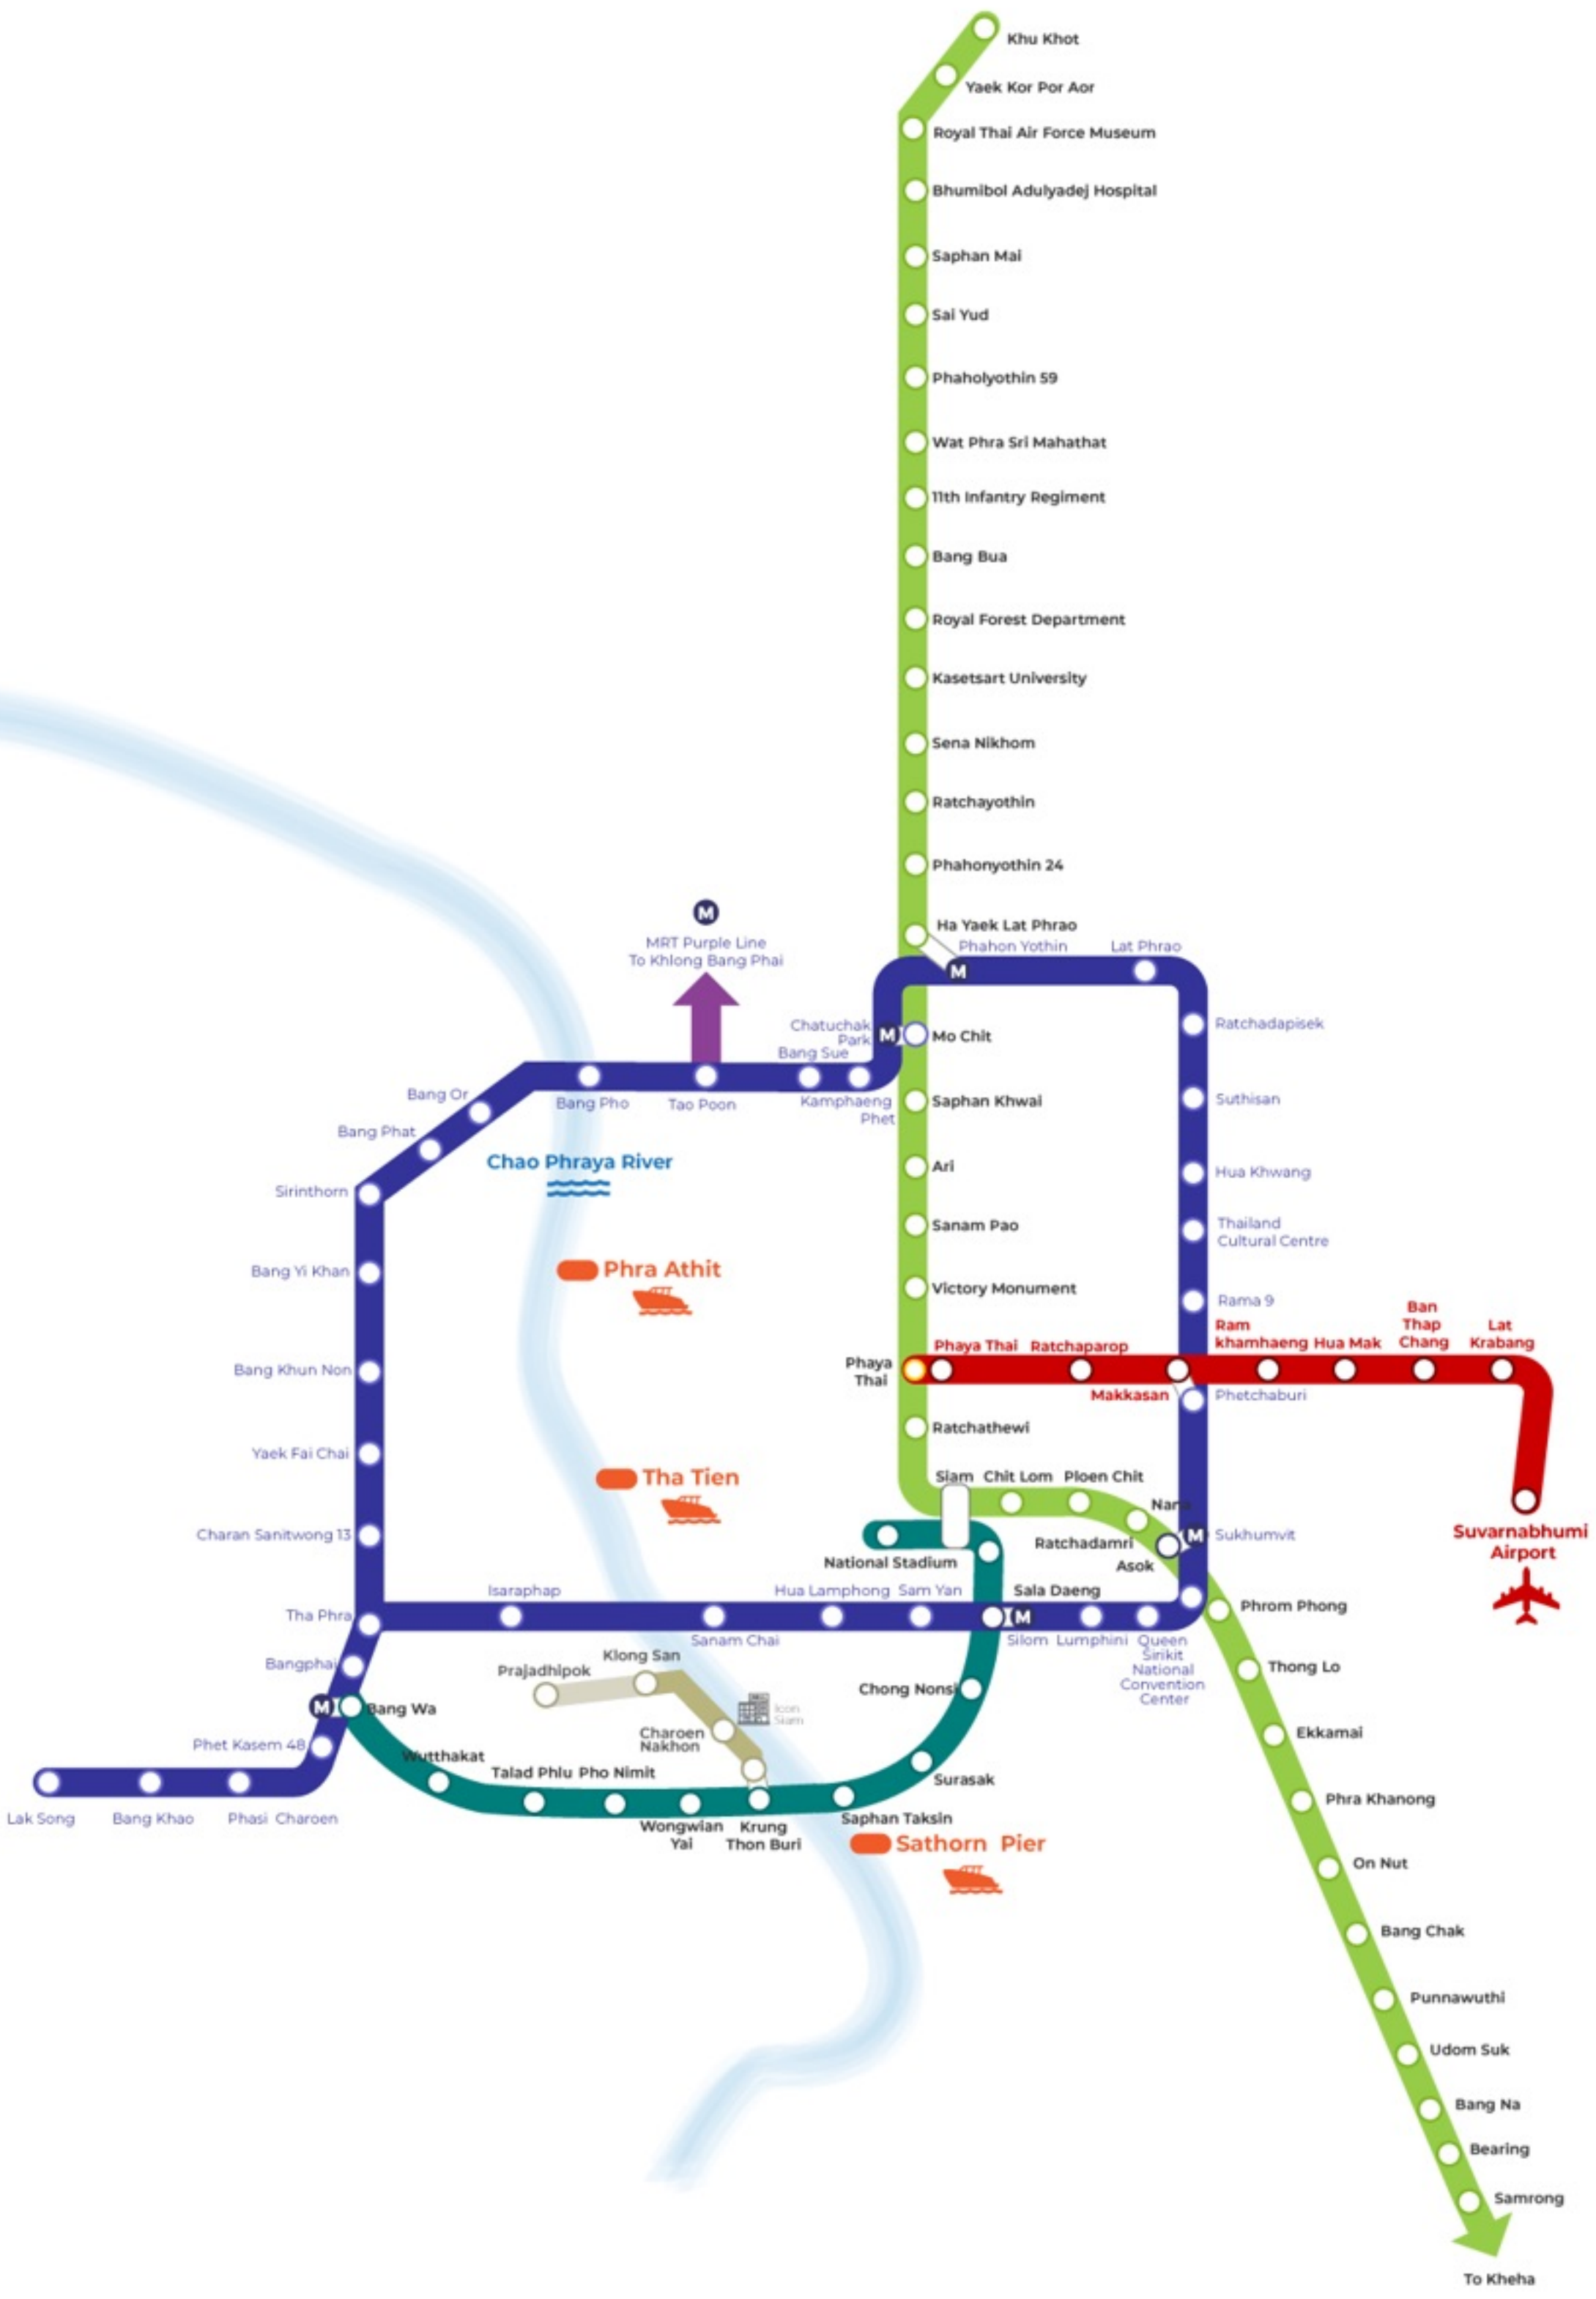 Khu Khot
Yaek Kor Por Aor
Royal Thai Air Force Museum
Bhumibol Adulyadej Hospital
Saphan Mai
Sai Yud
Phaholyothin 59
Wat Phra Sri Mahathat
11th Infantry Regiment
Bang Bua
Royal Forest Department
Kasetsart University
Sena Nikhom
Ratchayothin
Phahonyothin 24
M
Ha Yaek Lat Phrao
MRT Purple Line
To Khlong Bang Phai
Phahon Yothin
Lat Phrao
M
Chatuchak
Park
M
Mo Chit
Ratchadapisek
Bang Sue
Bang Or
Bang Pho
Tao Poon
Kamphaeng
Phet
Saphan Khwai
Suthisan
Bang Phat
Chao Phraya River
Ari
Hua Khwang
Sirinthorn
Sanam Pao
Thailand
Cultural Centre
Bang Yi Khan
Phra Athit
Victory Monument
Rama 9
Ram
khamhaeng
Hua Mak
Ban
Thap
Chang
Lat
Krabang
Phaya Thai
Ratchaparop
Phaya
Thai
Bang Khun Non
Makkasan
Phetchaburi
Ratchathewi
Yaek Fai Chai
Tha Tien
Siam
Chit Lom
Ploen Chit
Nana
Charan Sanitwong 13
M
Sukhumvit
Suvarnabhumi
Airport
Ratchadamri
Asok
National Stadium
Isaraphap
Hua Lamphong
Sam Yan
Sala Daeng
Phrom Phong
Tha Phra
M
Sanam Chai
Silom
Lumphini
Queen
Sirikit
National
Convention
Center
Klong San
Prajadhipok
Bangphai
Thong Lo
Chong Nonsi
M
Bang Wa
Icon
Siam
Charoen
Nakhon
Ekkamai
Phet Kasem 48
Wutthakat
Talad Phlu
Pho Nimit
Surasak
Phra Khanong
Lak Song
Bang Khao
Phasi Charoen
Wongwian
Yai
Krung
Thon Buri
Saphan Taksin
Sathorn Pier
On Nut
Bang Chak
Punnawuthi
Udom Suk
Bang Na
Bearing
Samrong
To Kheha